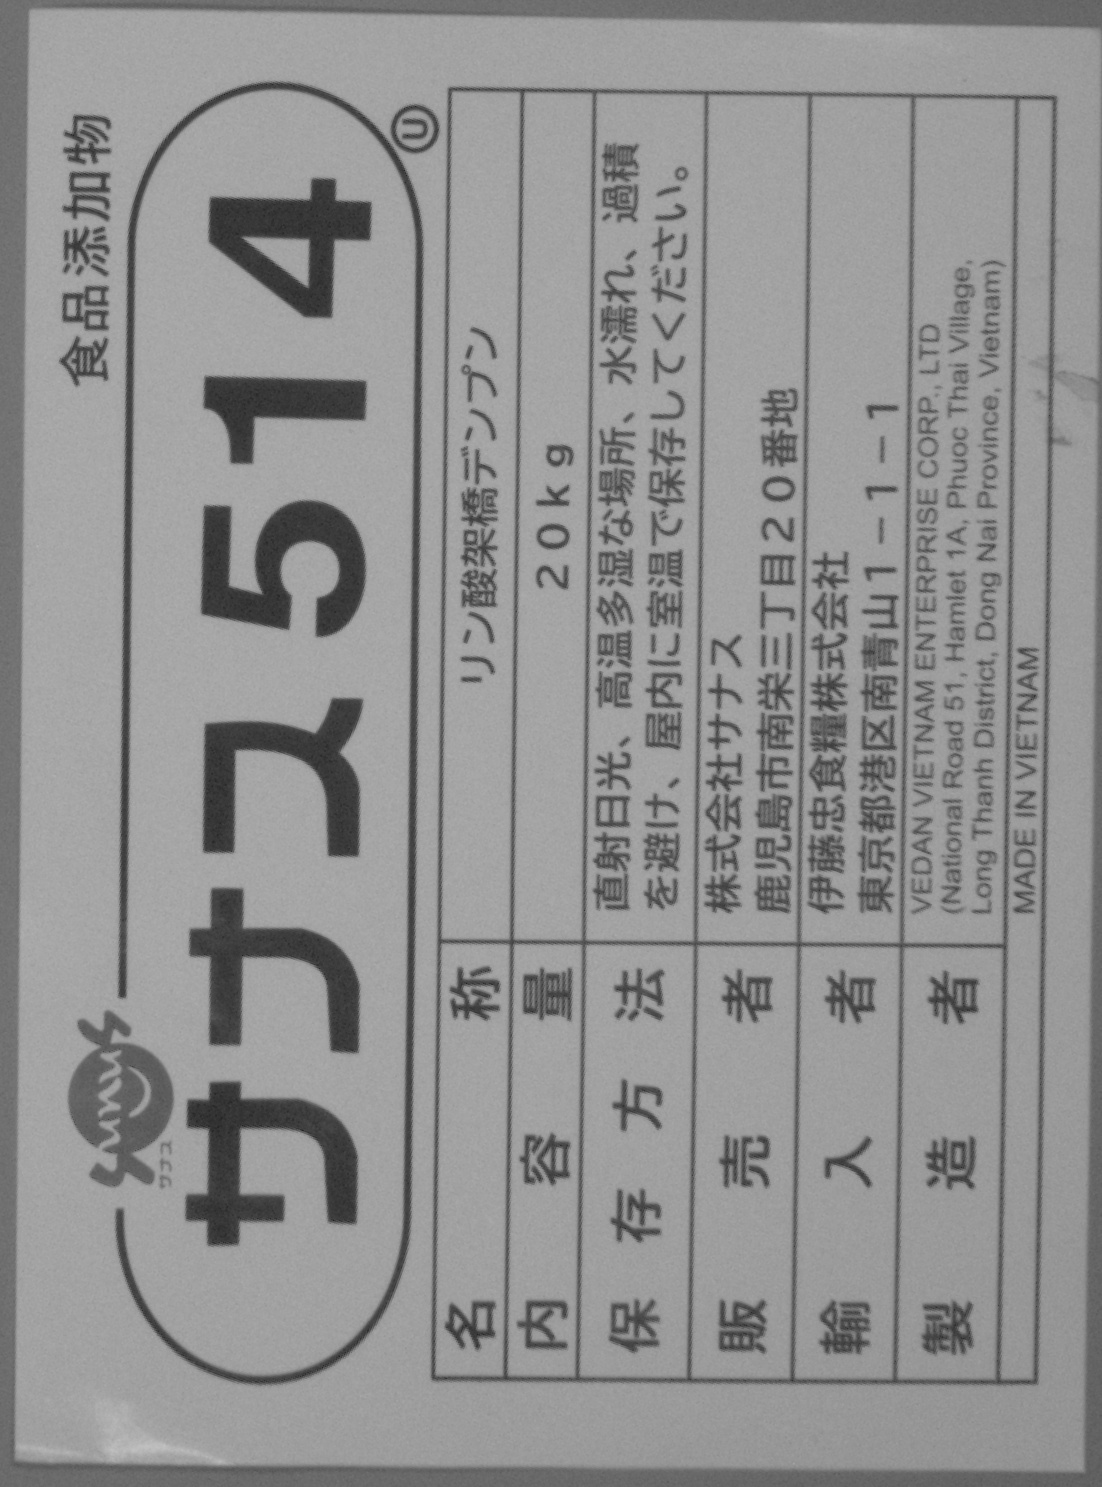 食品添加物
sunus
サナス
サナス514
U
名称 リン酸架橋デンプン
内容量 20kg
保存方法 直射日光、高温多湿な場所、水濡れ、過積
を避け、屋内に室温で保存してください。
販売者 株式会社サナス
鹿児島市南栄三丁目20番地
輸入者 伊藤忠食糧株式会社
東京都港区南青山1-1-1
製造者 VEDAN VIETNAM ENTERPRISE CORP., LTD
(National Road 51, Hamlet 1A, Phuoc Thai Village,
Long Thanh District, Dong Nai Province, Vietnam)
MADE IN VIETNAM